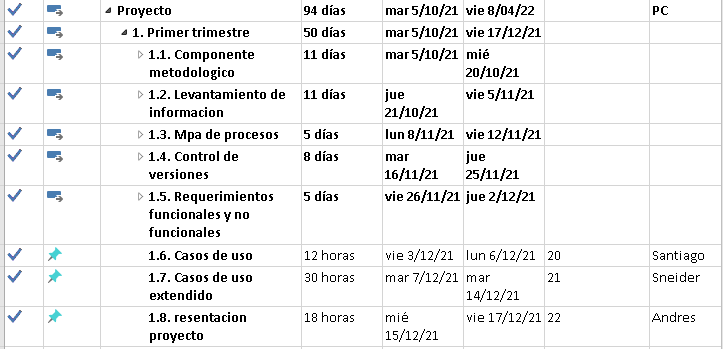 Proyecto 94 días mar 5/10/21 vie 8/04/22 PC
1. Primer trimestre 50 días mar 5/10/21 vie 17/12/21
1.1. Componente 11 días mar 5/10/21 mié
metodologico 20/10/21
1.2. Levantamiento de 11 días jue vie 5/11/21
informacion 21/10/21
1.3. Mpa de procesos 5 días lun 8/11/21 vie 12/11/21
1.4. Control de 8 días mar jue
versiones 16/11/21 25/11/21
1.5. Requerimientos 5 días vie 26/11/21 jue 2/12/21
funcionales y no
funcionales
1.6. Casos de uso 12 horas vie 3/12/21 lun 6/12/21 20 Santiago
1.7. Casos de uso 30 horas mar 7/12/21 mar 21 Sneider
extendido 14/12/21
1.8. resentacion 18 horas mié vie 17/12/21 22 Andres
proyecto 15/12/21